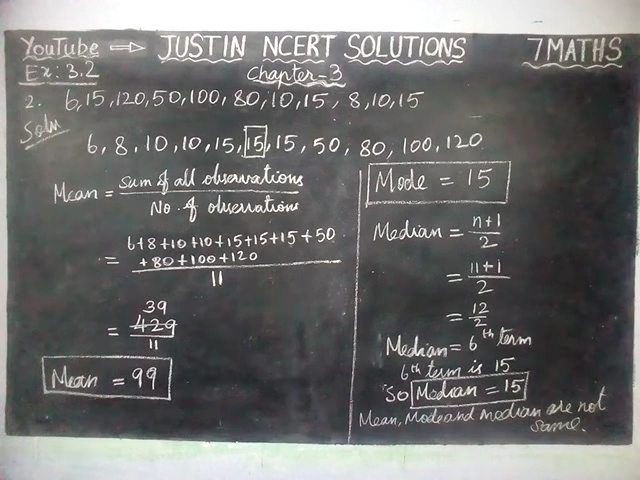 YouTube ⇒ JUSTIN NCERT SOLUTIONS 7 MATHS
Ex: 3.2 Chapter-3
2. 6,15,120,50,100,80,10,15, 8,10,15
Soln
6, 8, 10, 10, 15, 15, 15, 50, 80, 100, 120
Mean = Sum of all observations
No. of observations
= 6+8+10+10+15+15+15+50
+80+100+120
11
39
= 429
11
Mean = 99
Mode = 15
Median = n+1
2
= 11+1
2
= 12
2
Median = 6th term
6th term is 15
So Median = 15
Mean, Mode and median are not
same.